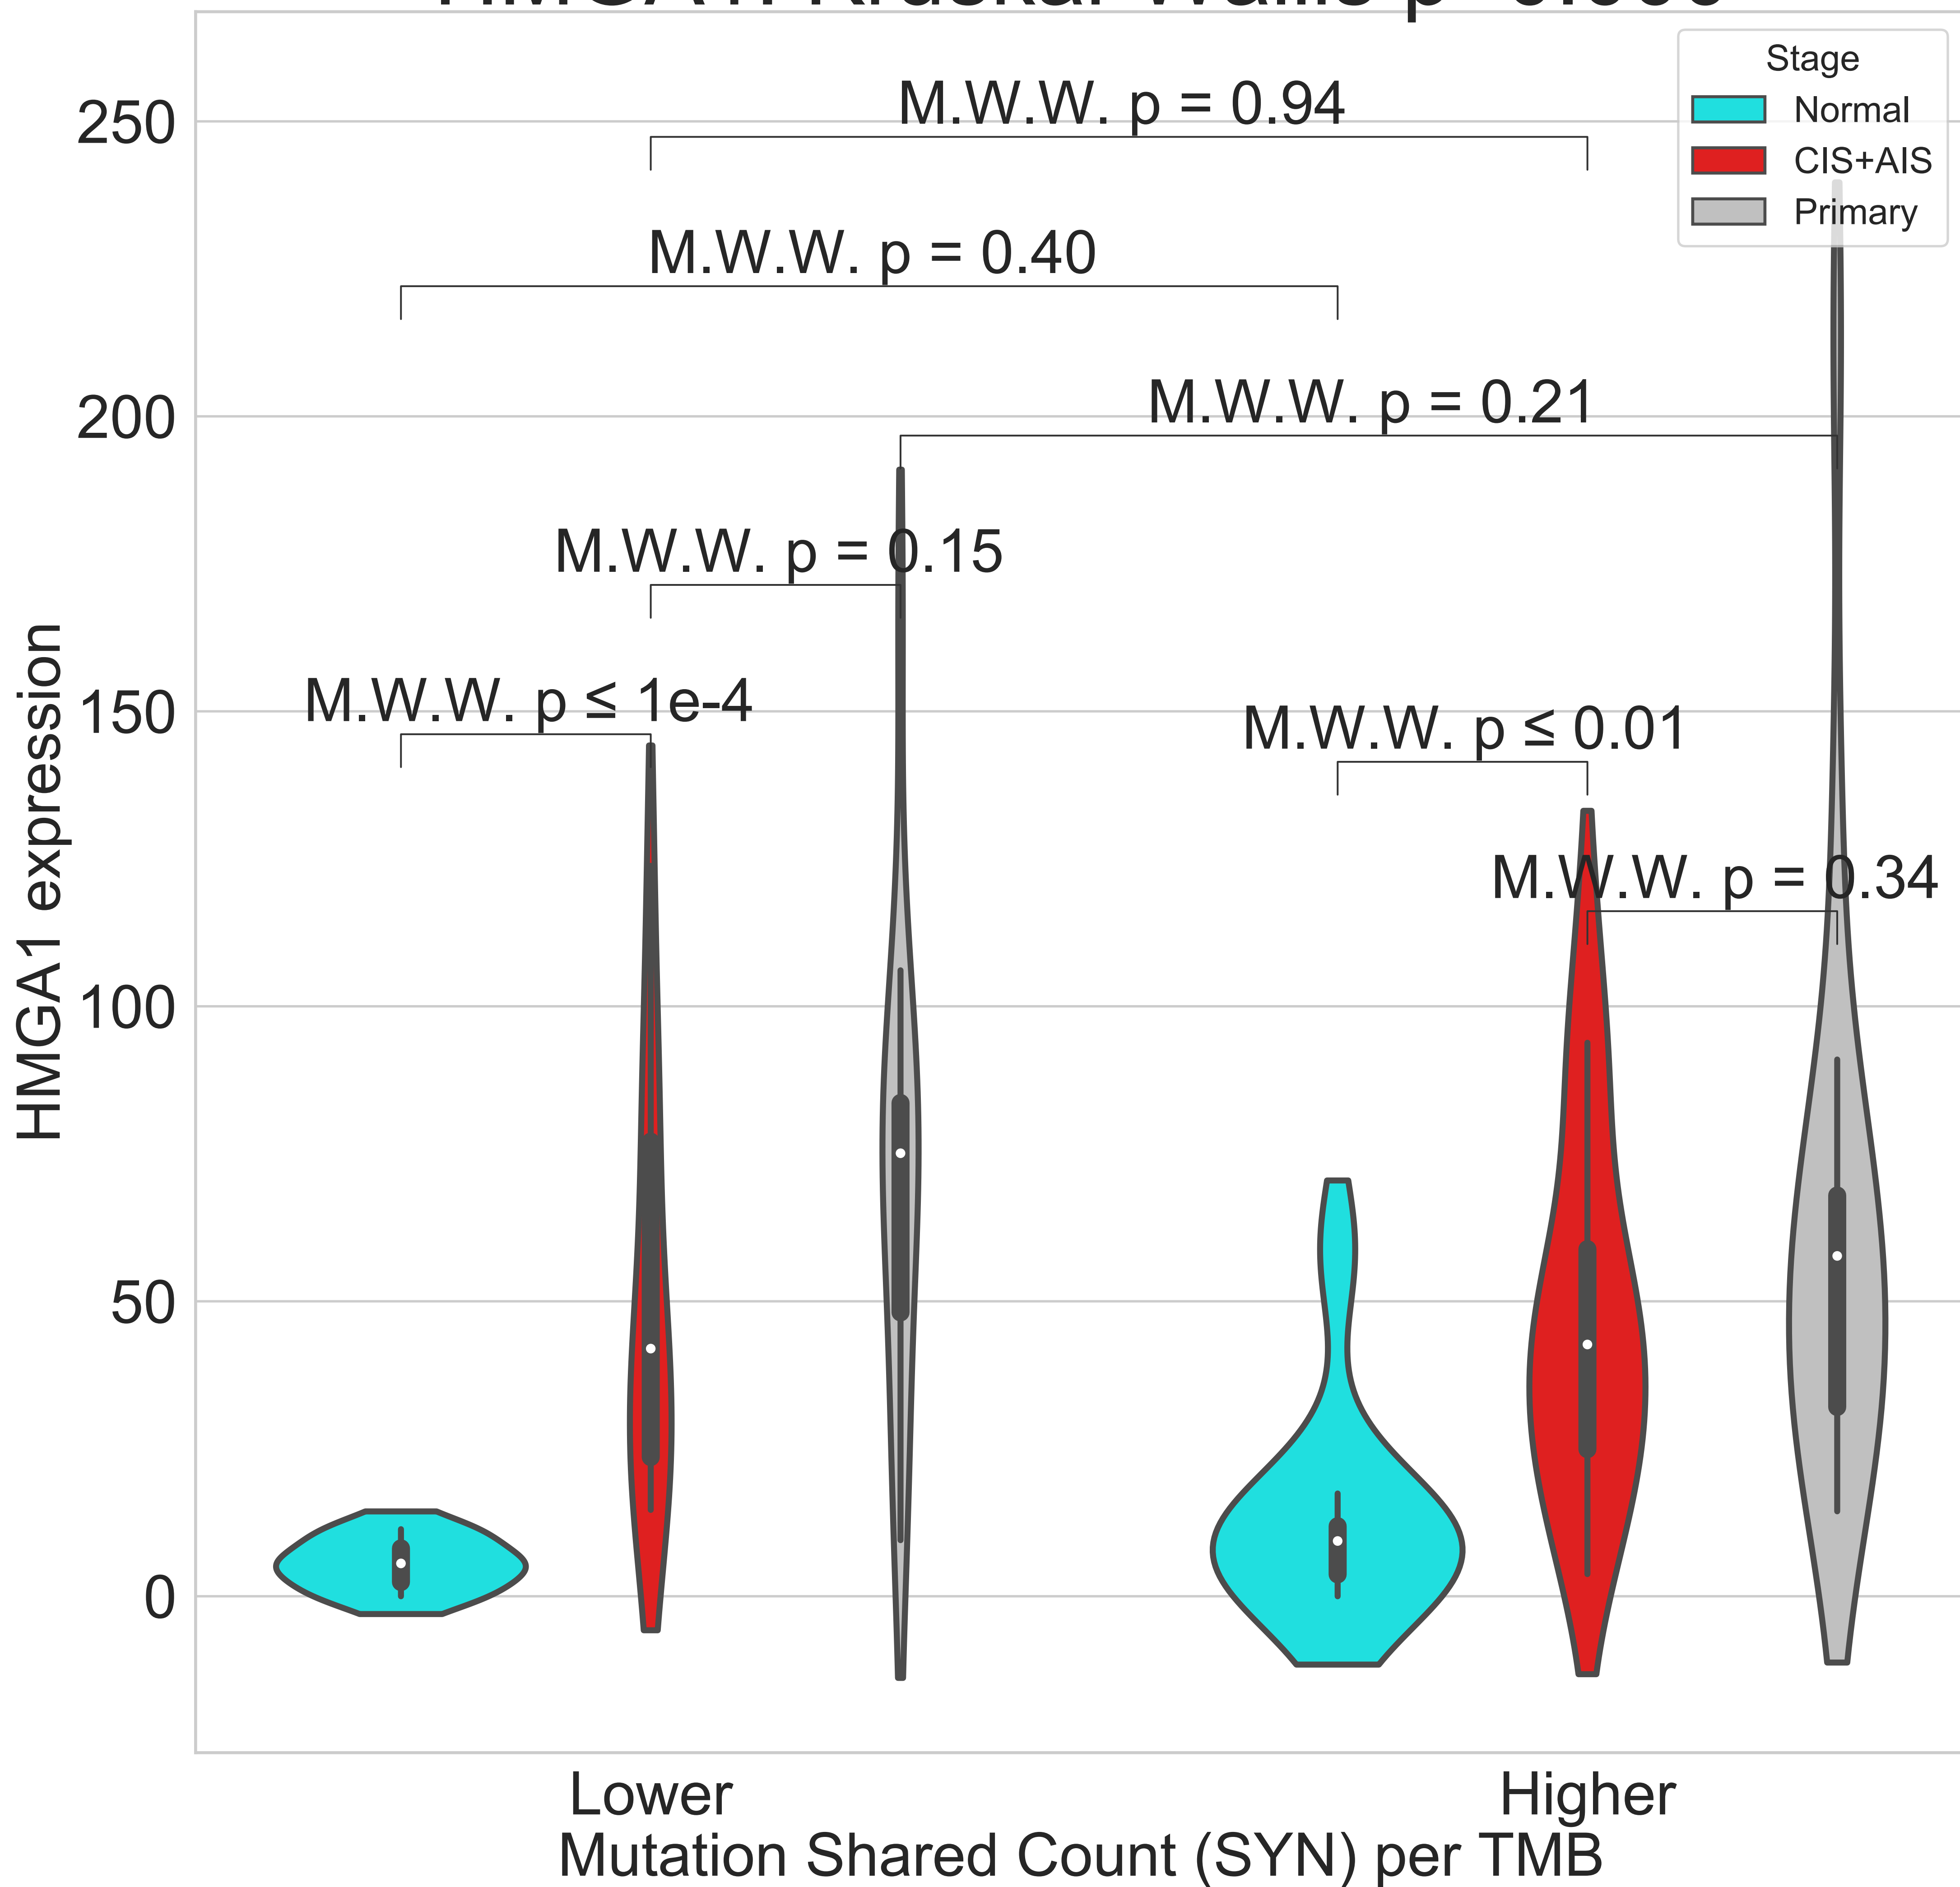 Stage
Normal
CIS+AIS
Primary
M.W.W. p = 0.94
M.W.W. p = 0.40
M.W.W. p = 0.21
M.W.W. p = 0.15
M.W.W. p ≤ 1e-4
M.W.W. p ≤ 0.01
M.W.W. p = 0.34
250
200
150
100
50
0
HMGA1 expression
Lower
Higher
Mutation Shared Count (SYN) per TMB